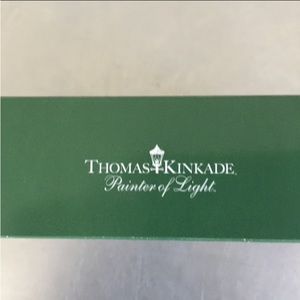 THOMAS KINKADE
Painter of Light